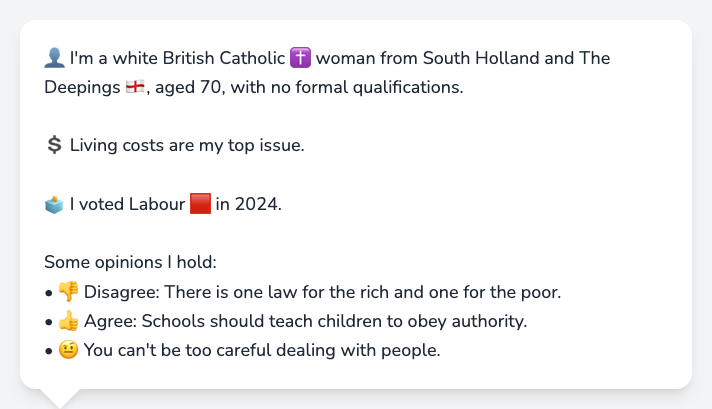 👤 I'm a white British Catholic ✝️ woman from South Holland and The
Deepings 🏴󠁧󠁢󠁥󠁮󠁧󠁿, aged 70, with no formal qualifications.
💲 Living costs are my top issue.
🗳️ I voted Labour 🟥 in 2024.
Some opinions I hold:
• 👎 Disagree: There is one law for the rich and one for the poor.
• 👍 Agree: Schools should teach children to obey authority.
• 🤨 You can't be too careful dealing with people.